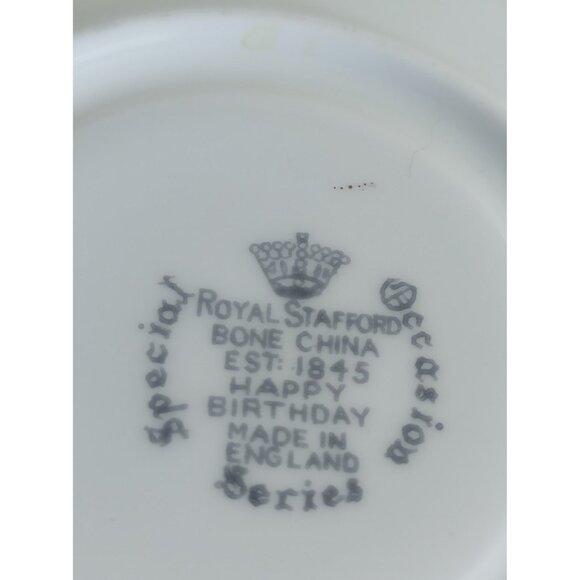 ROYAL STAFFORD
BONE CHINA
EST: 1845
HAPPY
BIRTHDAY
MADE IN
ENGLAND
Special Occasion
Series